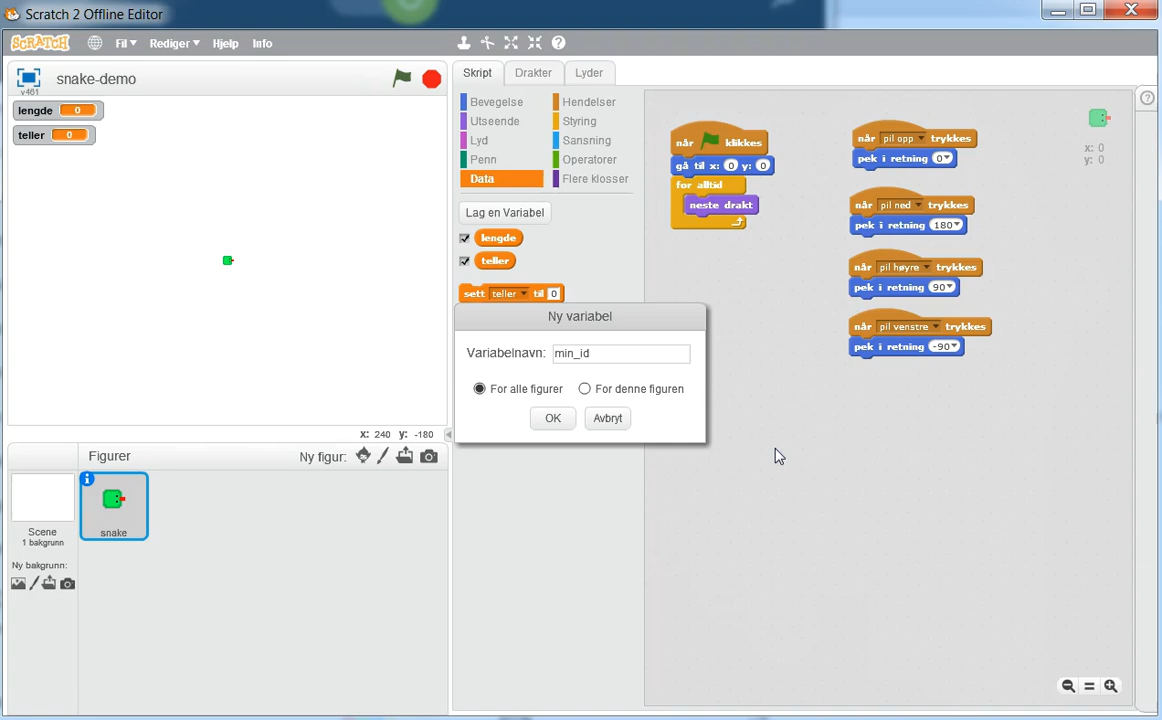 Scratch 2 Offline Editor
SCRATCH Fil Rediger Hjelp Info
snake-demo
v461
lengde 0
teller 0
Skript Drakter Lyder
Bevegelse Hendelser
Utseende Styring
Lyd Sansning
Penn Operatorer
Data Flere klosser
Lag en Variabel
lengde
teller
sett teller til 0
Ny variabel
Variabelnavn: min_id
For alle figurer For denne figuren
OK Avbryt
når klikkes
gå til x: 0 y: 0
for alltid
neste drakt
når pil opp trykkes
pek i retning 0
når pil ned trykkes
pek i retning 180
når pil høyre trykkes
pek i retning 90
når pil venstre trykkes
pek i retning -90
x: 0
y: 0
x: 240 y: -180
Figurer Ny figur:
Scene
1 bakgrunn
Ny bakgrunn:
snake